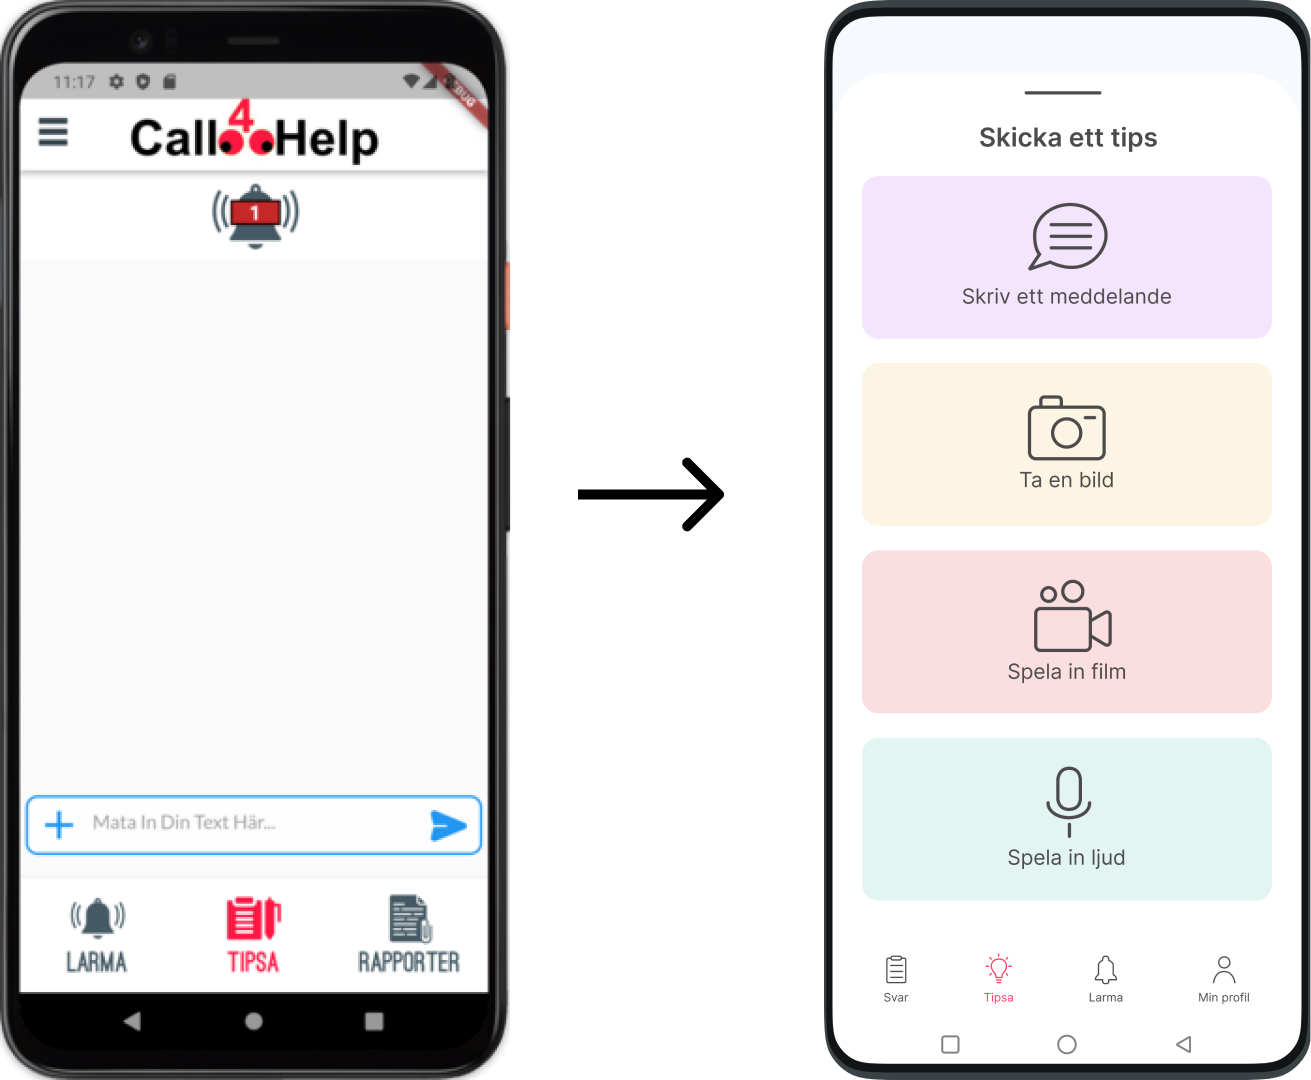 11:17
BUG
Call4Help
1
Mata In Din Text Här...
LARMA
TIPSA
RAPPORTER
Skicka ett tips
Skriv ett meddelande
Ta en bild
Spela in film
Spela in ljud
Svar
Tipsa
Larma
Min profil